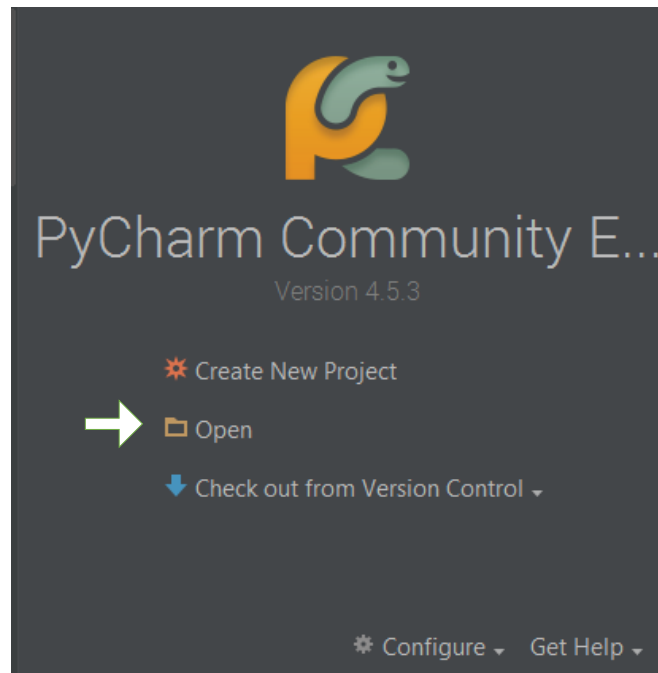 PyCharm Community E...
Version 4.5.3
Create New Project
Open
Check out from Version Control
Configure Get Help